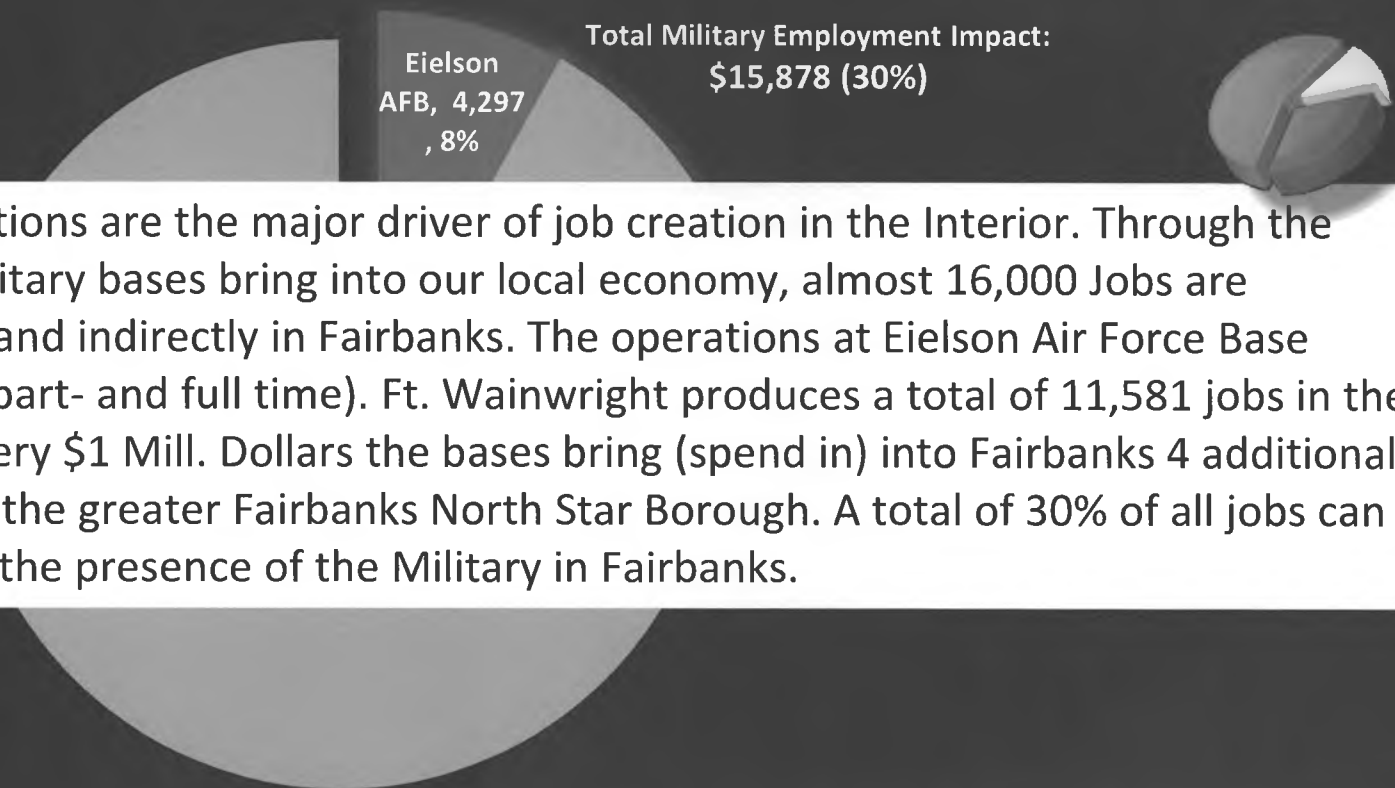 Total Military Employment Impact:
$15,878 (30%)
Eielson
AFB, 4,297
, 8%
tions are the major driver of job creation in the Interior. Through the
itary bases bring into our local economy, almost 16,000 Jobs are
and indirectly in Fairbanks. The operations at Eielson Air Force Base
part- and full time). Ft. Wainwright produces a total of 11,581 jobs in the
ery $1 Mill. Dollars the bases bring (spend in) into Fairbanks 4 additional
the greater Fairbanks North Star Borough. A total of 30% of all jobs can
the presence of the Military in Fairbanks.